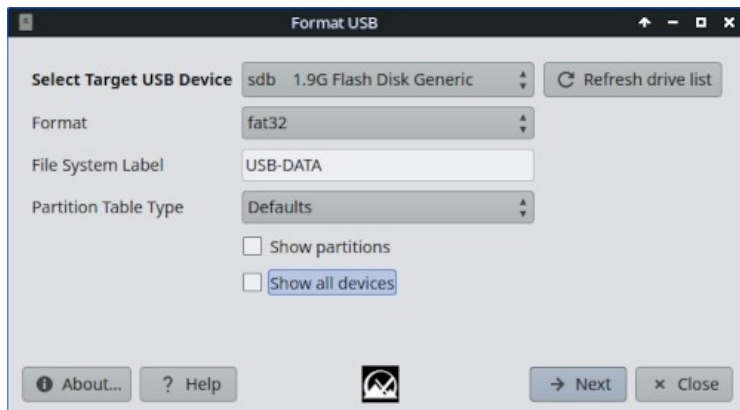 Format USB
Select Target USB Device sdb 1.9G Flash Disk Generic Refresh drive list
Format fat32
File System Label USB-DATA
Partition Table Type Defaults
Show partitions
Show all devices
About... ? Help Next Close